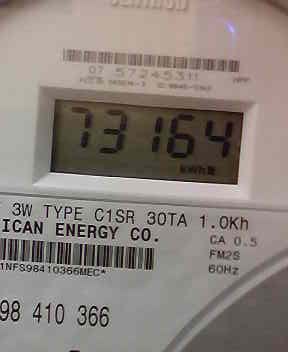 CENTRON
07 57245311
73164
kWh
3W TYPE C1SR 30TA 1.0Kh
ICAN ENERGY CO.
CA 0.5
FM2S
60Hz
1NFS98410366MEC*
98 410 366